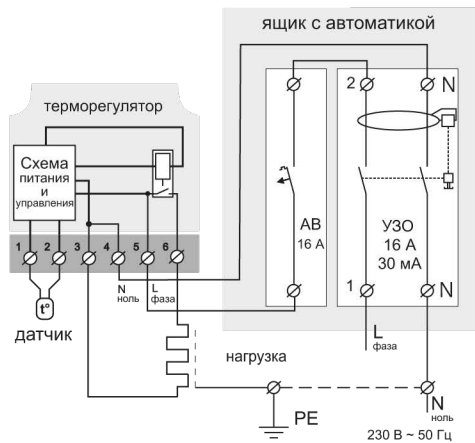 ящик с автоматикой
терморегулятор
Схема
питания
и
управления
1 2 3 4 5 6
N
ноль
L
фаза
t°
датчик
нагрузка
АВ
16 А
2
N
УЗО
16 А
30 мА
1
N
L
фаза
PE
N
ноль
230 В ~ 50 Гц